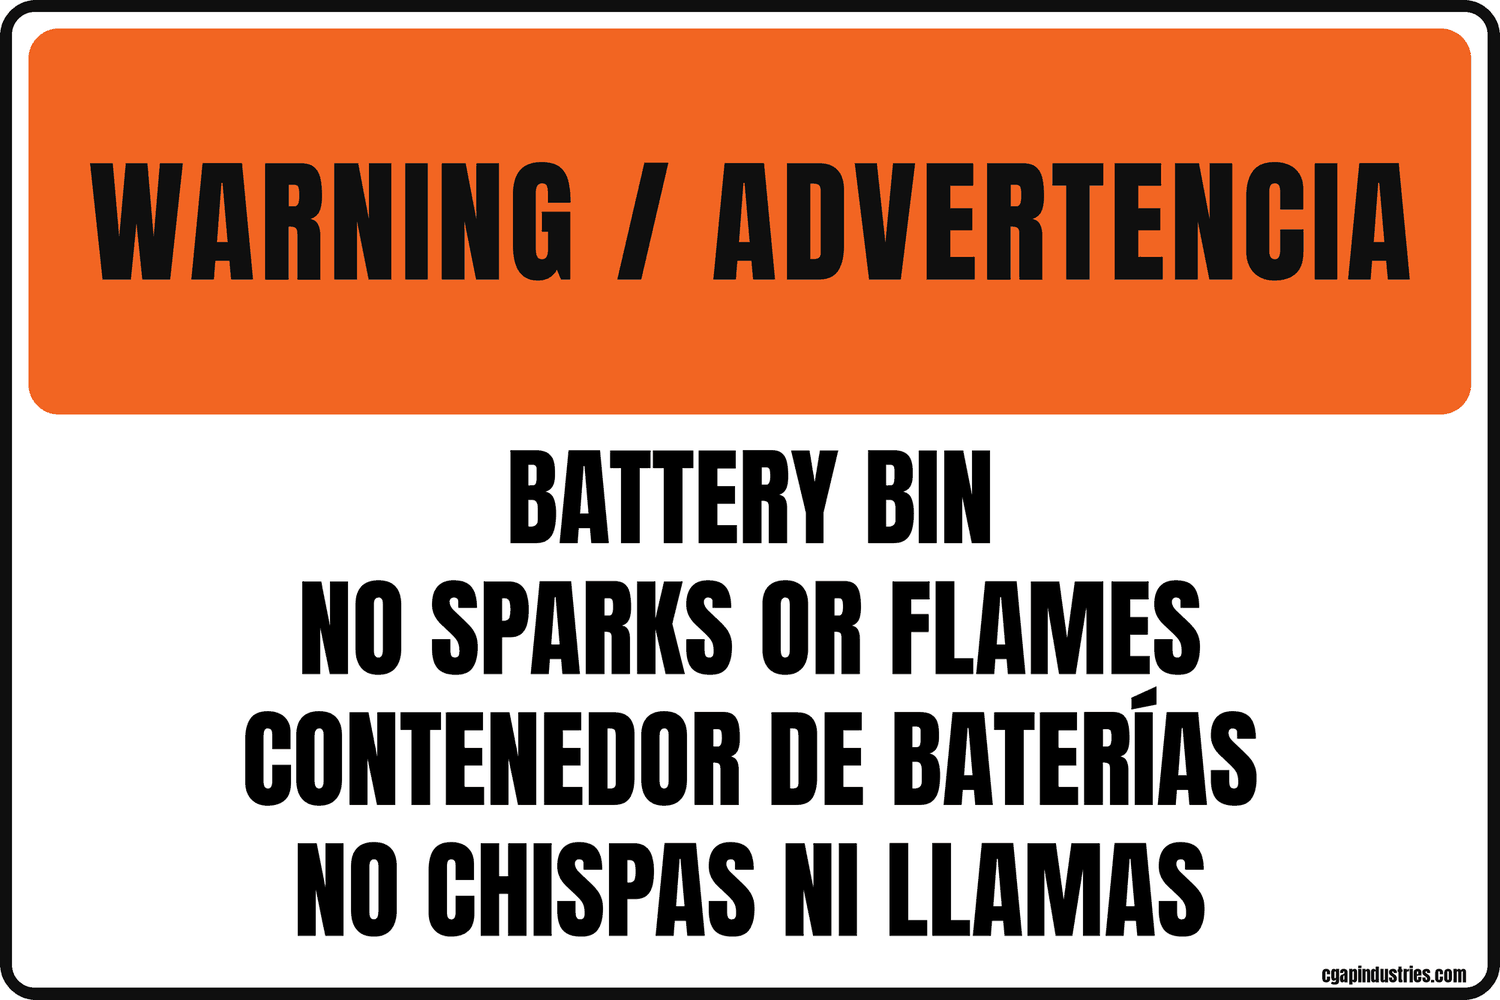 WARNING / ADVERTENCIA
BATTERY BIN
NO SPARKS OR FLAMES
CONTENEDOR DE BATERÍAS
NO CHISPAS NI LLAMAS
cgapindustries.com